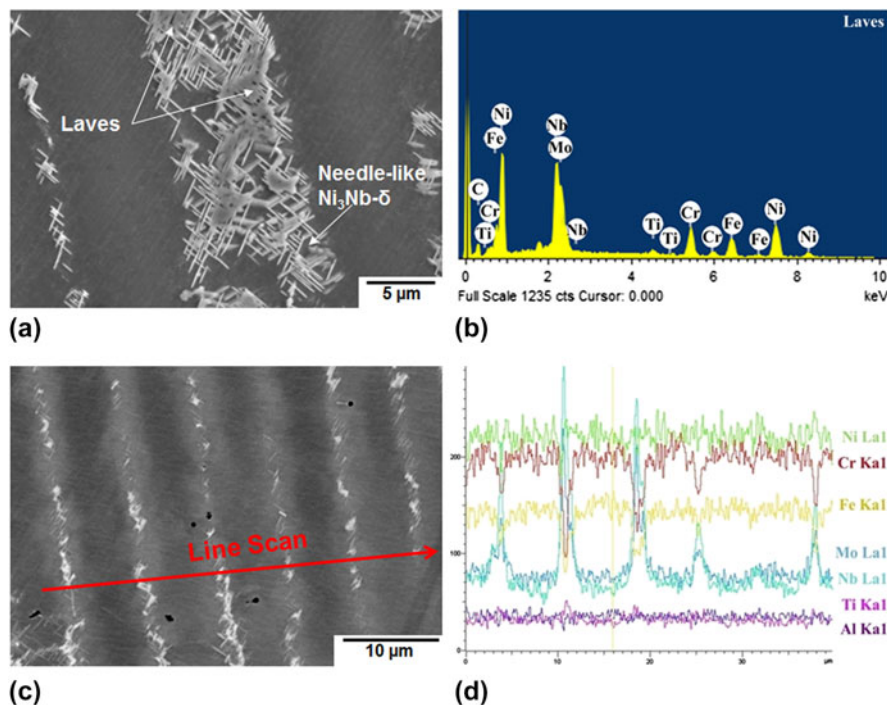 Laves
Needle-like
Ni₃Nb-δ
5 µm
(a)
Laves
Ni
Fe
C
Cr
Ti
Nb
Mo
Nb
Ti
Ti
Cr
Cr
Fe
Fe
Ni
Ni
0 2 4 6 8 10
Full Scale 1235 cts Cursor: 0.000 keV
(b)
Line Scan
10 µm
(c)
200
100
0
0 10 20 30 µm
Ni La1
Cr Ka1
Fe Ka1
Mo La1
Nb La1
Ti Ka1
Al Ka1
(d)